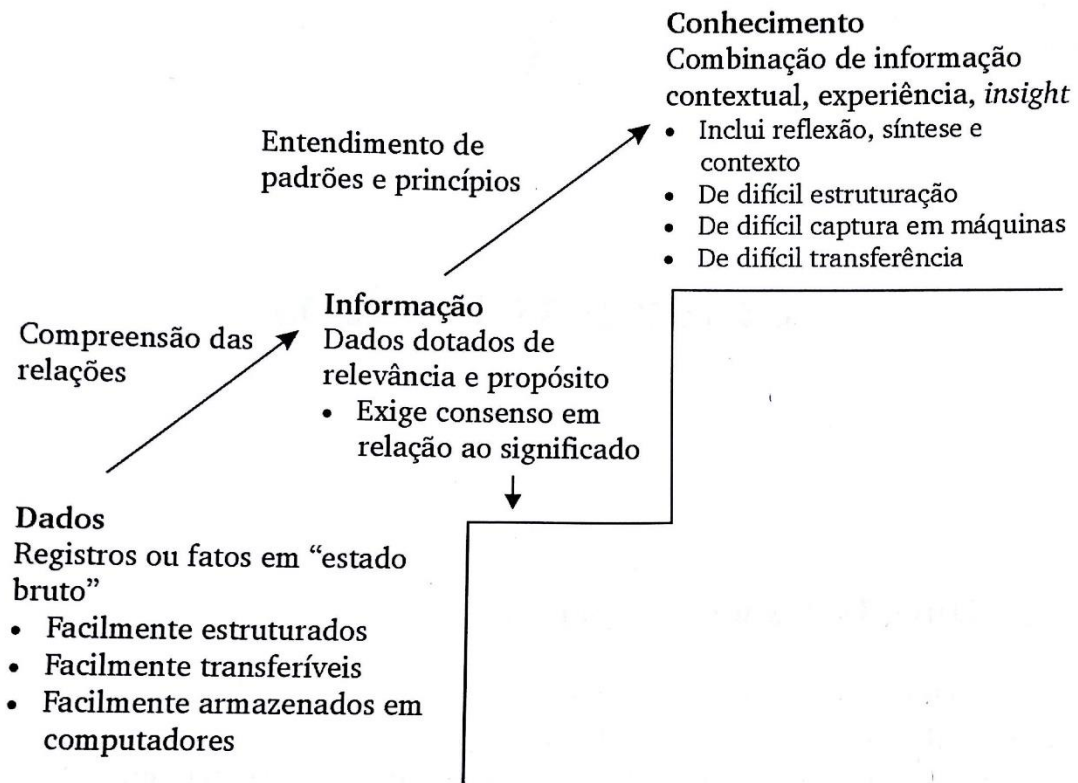 Conhecimento
Combinação de informação
contextual, experiência, insight
• Inclui reflexão, síntese e
contexto
• De difícil estruturação
• De difícil captura em máquinas
• De difícil transferência
Entendimento de
padrões e princípios
Informação
Dados dotados de
relevância e propósito
• Exige consenso em
relação ao significado
Compreensão das
relações
Dados
Registros ou fatos em “estado
bruto”
• Facilmente estruturados
• Facilmente transferíveis
• Facilmente armazenados em
computadores